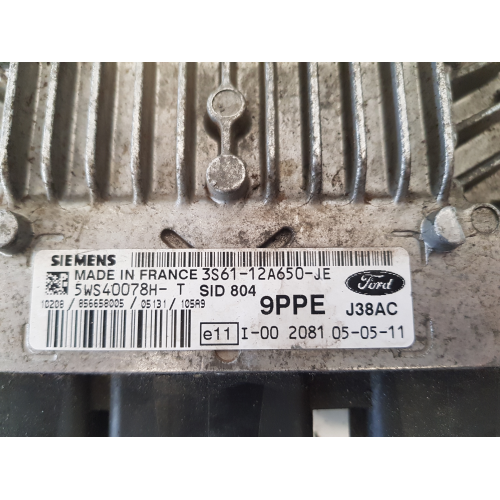 SIEMENS
MADE IN FRANCE 3S61-12A650-JE
5WS40078H- T SID 804
10208 / 856658005 / 05131 / 105A9
9PPE
Ford
J38AC
e11 I-00 2081 05-05-11